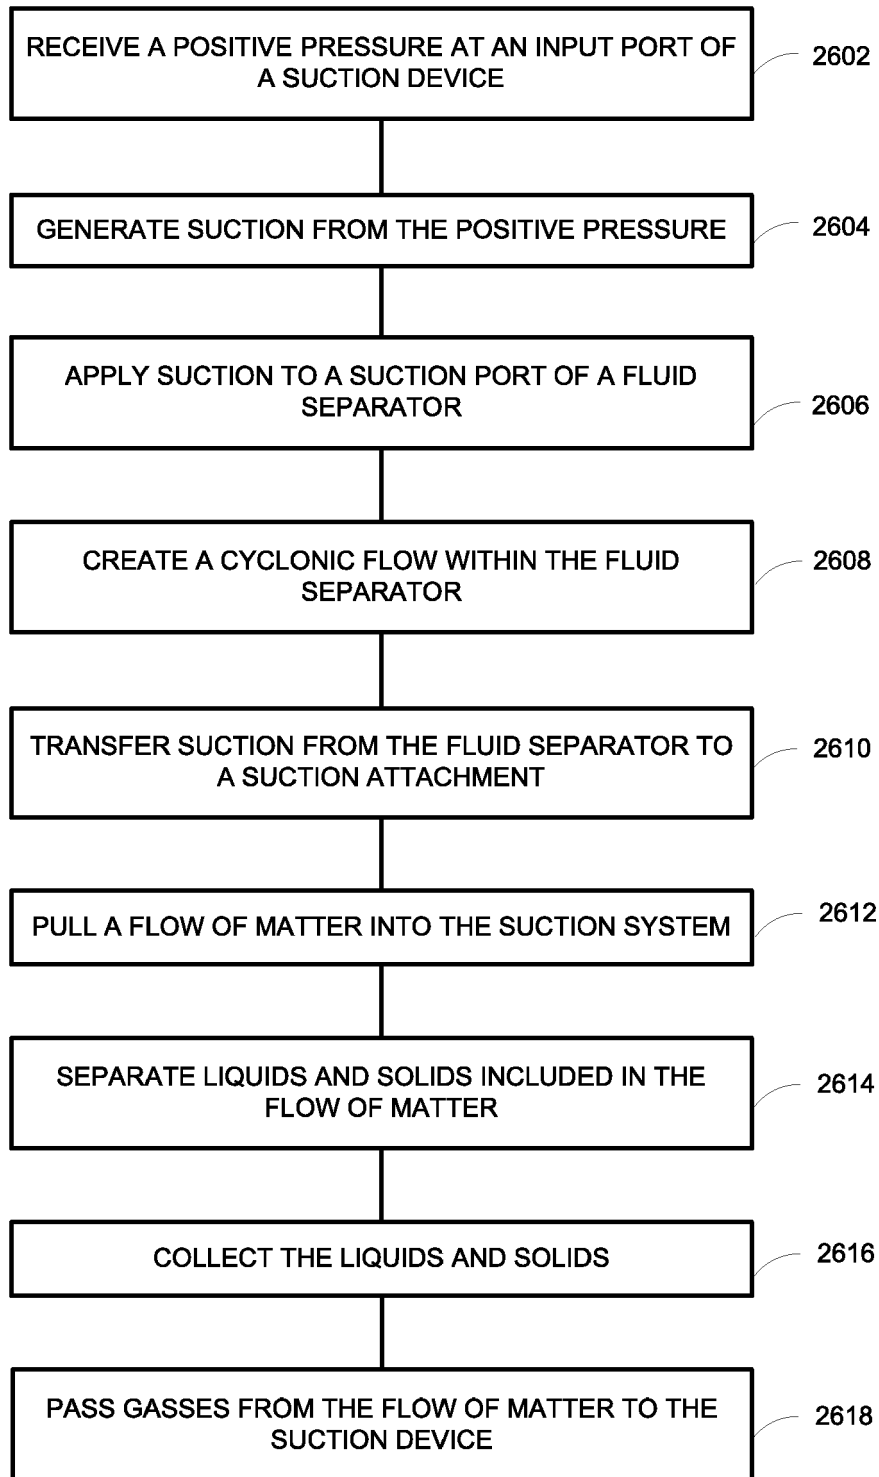 RECEIVE A POSITIVE PRESSURE AT AN INPUT PORT OF
A SUCTION DEVICE
2602
GENERATE SUCTION FROM THE POSITIVE PRESSURE
2604
APPLY SUCTION TO A SUCTION PORT OF A FLUID
SEPARATOR
2606
CREATE A CYCLONIC FLOW WITHIN THE FLUID
SEPARATOR
2608
TRANSFER SUCTION FROM THE FLUID SEPARATOR TO
A SUCTION ATTACHMENT
2610
PULL A FLOW OF MATTER INTO THE SUCTION SYSTEM
2612
SEPARATE LIQUIDS AND SOLIDS INCLUDED IN THE
FLOW OF MATTER
2614
COLLECT THE LIQUIDS AND SOLIDS
2616
PASS GASSES FROM THE FLOW OF MATTER TO THE
SUCTION DEVICE
2618